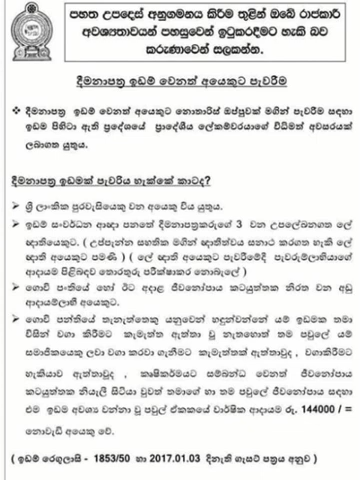 පහත උපදෙස් අනුගමනය කිරීම තුළින් ඔබේ රාජකාරී
අවශ්‍යතාවයන් පහසුවෙන් ඉටුකරදීමට හැකි බව
කරුණාවෙන් සලකන්න.
දීමනාපත්‍ර ඉඩම් වෙනත් අයෙකුට පැවරීම
❖ දීමනාපත්‍ර ඉඩම් වෙනත් අයෙකුට නොතාරිස් ඔප්පුවක් මගින් පැවරීම සඳහා
ඉඩම පිහිටා ඇති ප්‍රදේශයේ ප්‍රාදේශීය ලේකම්වරයාගේ විධිමත් අවසරයක්
ලබාගත යුතුය.
දීමනාපත්‍ර ඉඩමක් පැවරිය හැක්කේ කාටද?
➢ ශ්‍රී ලාංකික පුරවැසියෙකු වන අයෙකු විය යුතුය.
➢ ඉඩම් සංවර්ධන ආඥා පනතේ දීමනාපත්‍රකරුගේ 3 වන උපලේඛනගත ලේ
ඥාතියෙකුට. ( උප්පැන්න සහතික මගින් ඥාතිත්වය සනාථ කරගත හැකි ලේ
ඥාති අයෙකුට පමණි ) ( ලේ ඥාති අයෙකුට පැවරීමේදී පැවරුම්ලාභියාගේ
ආදායම පිළිබඳව තොරතුරු පරීක්ෂාකර නොබැලේ )
➢ ගොවි පංතියේ හෝ ඊට අදාළ ජීවනෝපාය කටයුත්තක නිරත වන අඩු
ආදායම්ලාභී අයෙකුට.
➢ ගොවි පන්තියේ තැනැත්තෙකු යනුවෙන් හඳුන්වන්නේ යම් ඉඩමක තමා
විසින් වගා කිරීමට කැමැත්ත ඇත්තා වූ නැතහොත් තම පවුලේ යම්
සමාජිකයෙකු ලවා වගා කරවා ගැනීමට කැමැත්තක් ඇත්තාවූද , වගාකිරීමට
හැකියාව ඇත්තාවූද , කෘෂිකර්මයට සම්බන්ධ වෙනත් ජීවනෝපාය
කටයුත්තක නියැලී සිටියා වූවත් තමාගේ හා තම පවුලේ ජීවනෝපාය සඳහා
එම ඉඩම අවශ්‍ය වන්නා වූ පවුල් ඒකකයේ වාර්ෂික ආදායම රු. 144000 / =
නොවැඩි අයෙකු වේ.
( ඉඩම් රෙගුලාසි - 1853/50 හා 2017.01.03 දිනැති ගැසට් පත්‍රය අනුව )